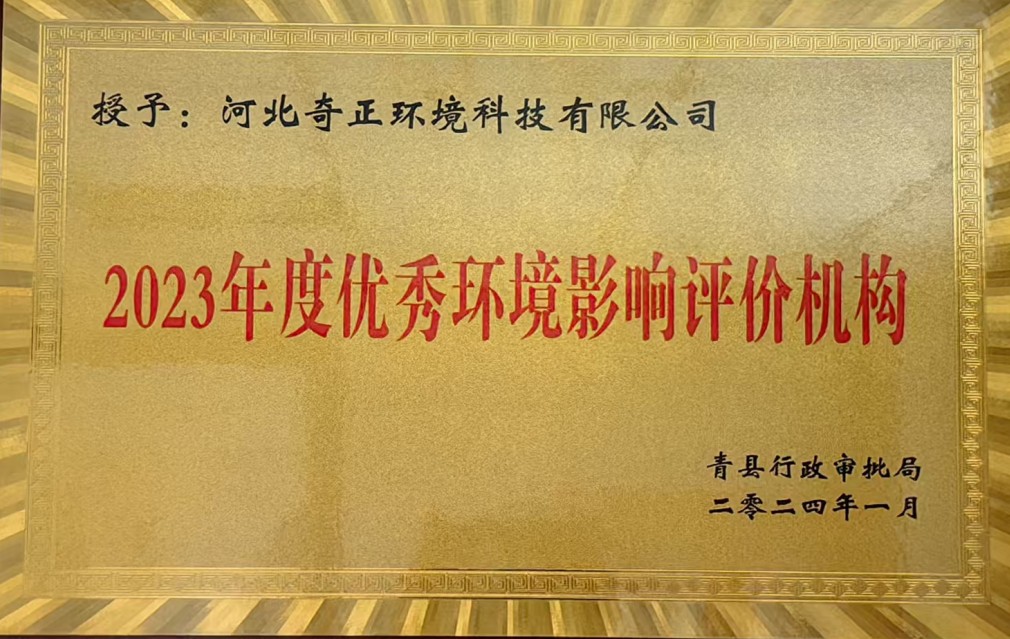 授予：河北奇正环境科技有限公司
2023年度优秀环境影响评价机构
青县行政审批局
二零二四年一月